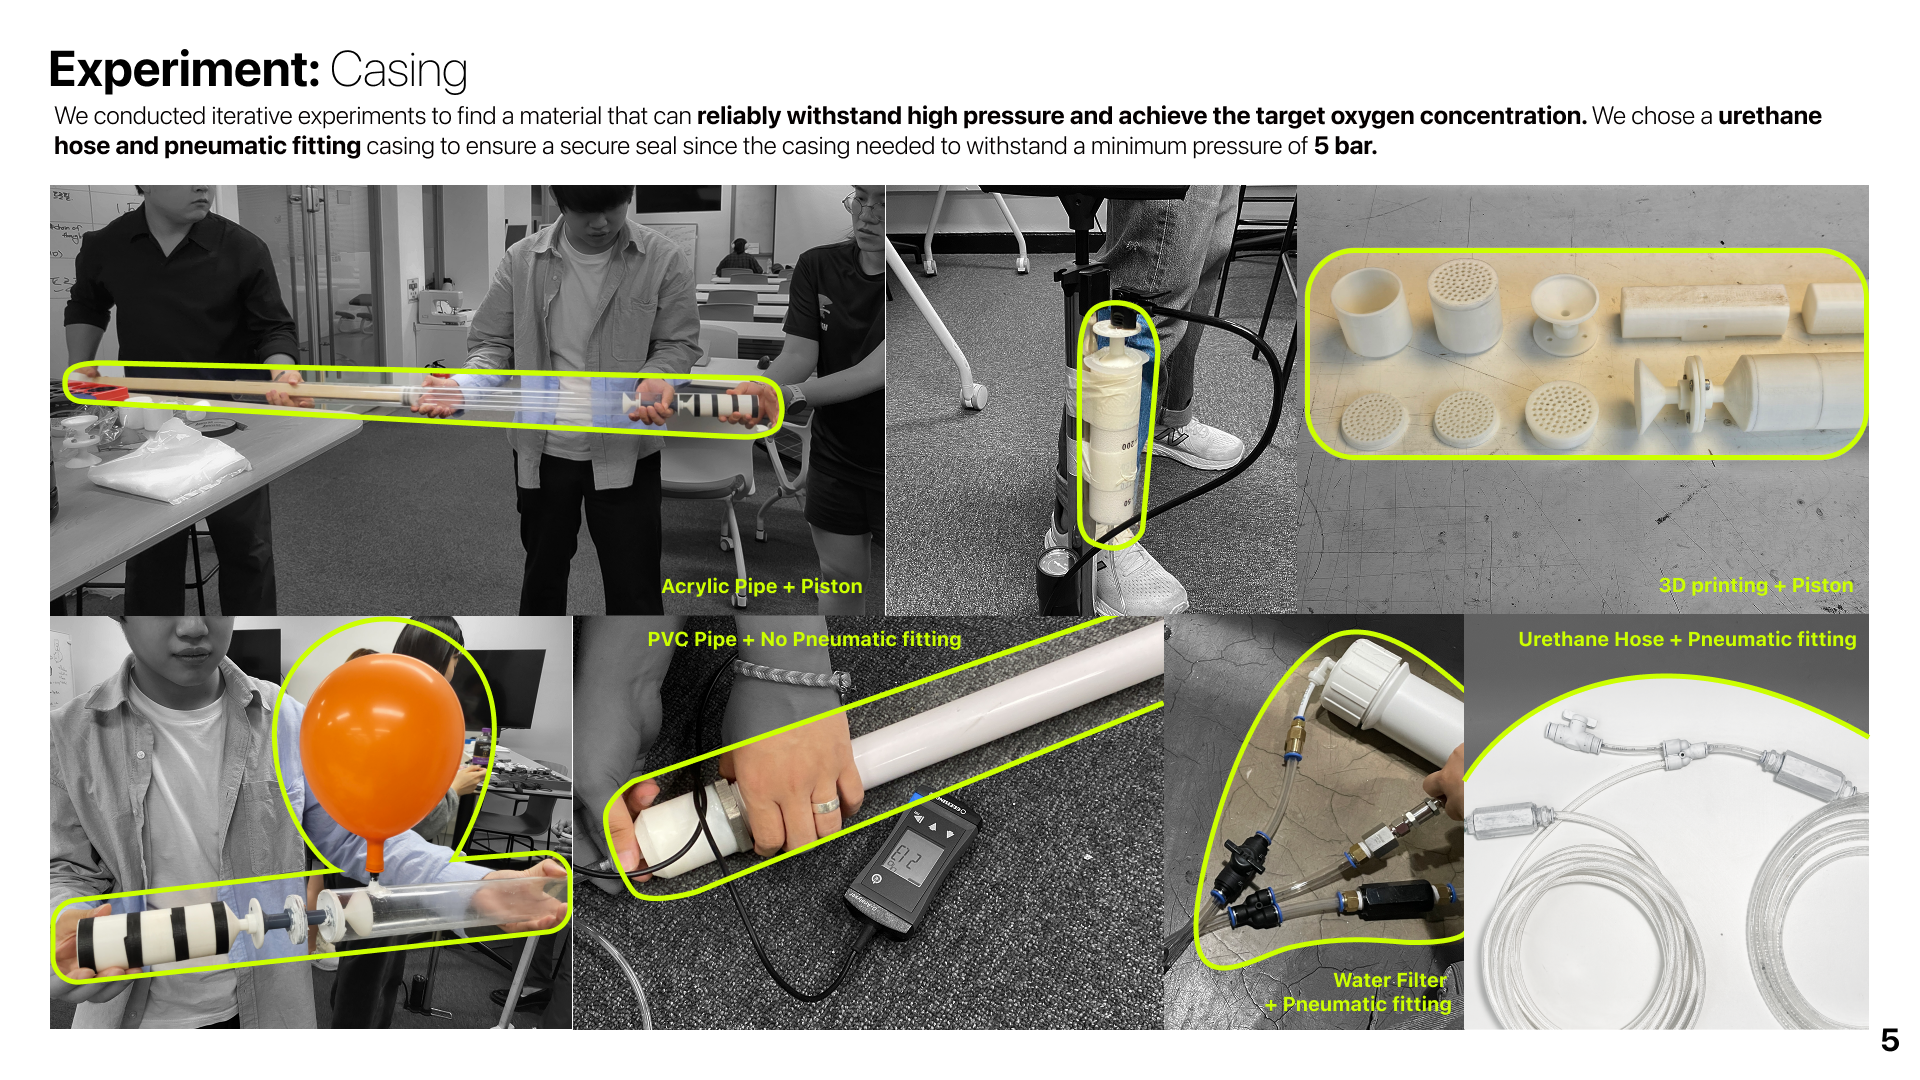 Experiment: Casing
We conducted iterative experiments to find a material that can reliably withstand high pressure and achieve the target oxygen concentration. We chose a urethane
hose and pneumatic fitting casing to ensure a secure seal since the casing needed to withstand a minimum pressure of 5 bar.
200
50
Acrylic Pipe + Piston
3D printing + Piston
PVC Pipe + No Pneumatic fitting
Urethane Hose + Pneumatic fitting
Water Filter
+ Pneumatic fitting
5